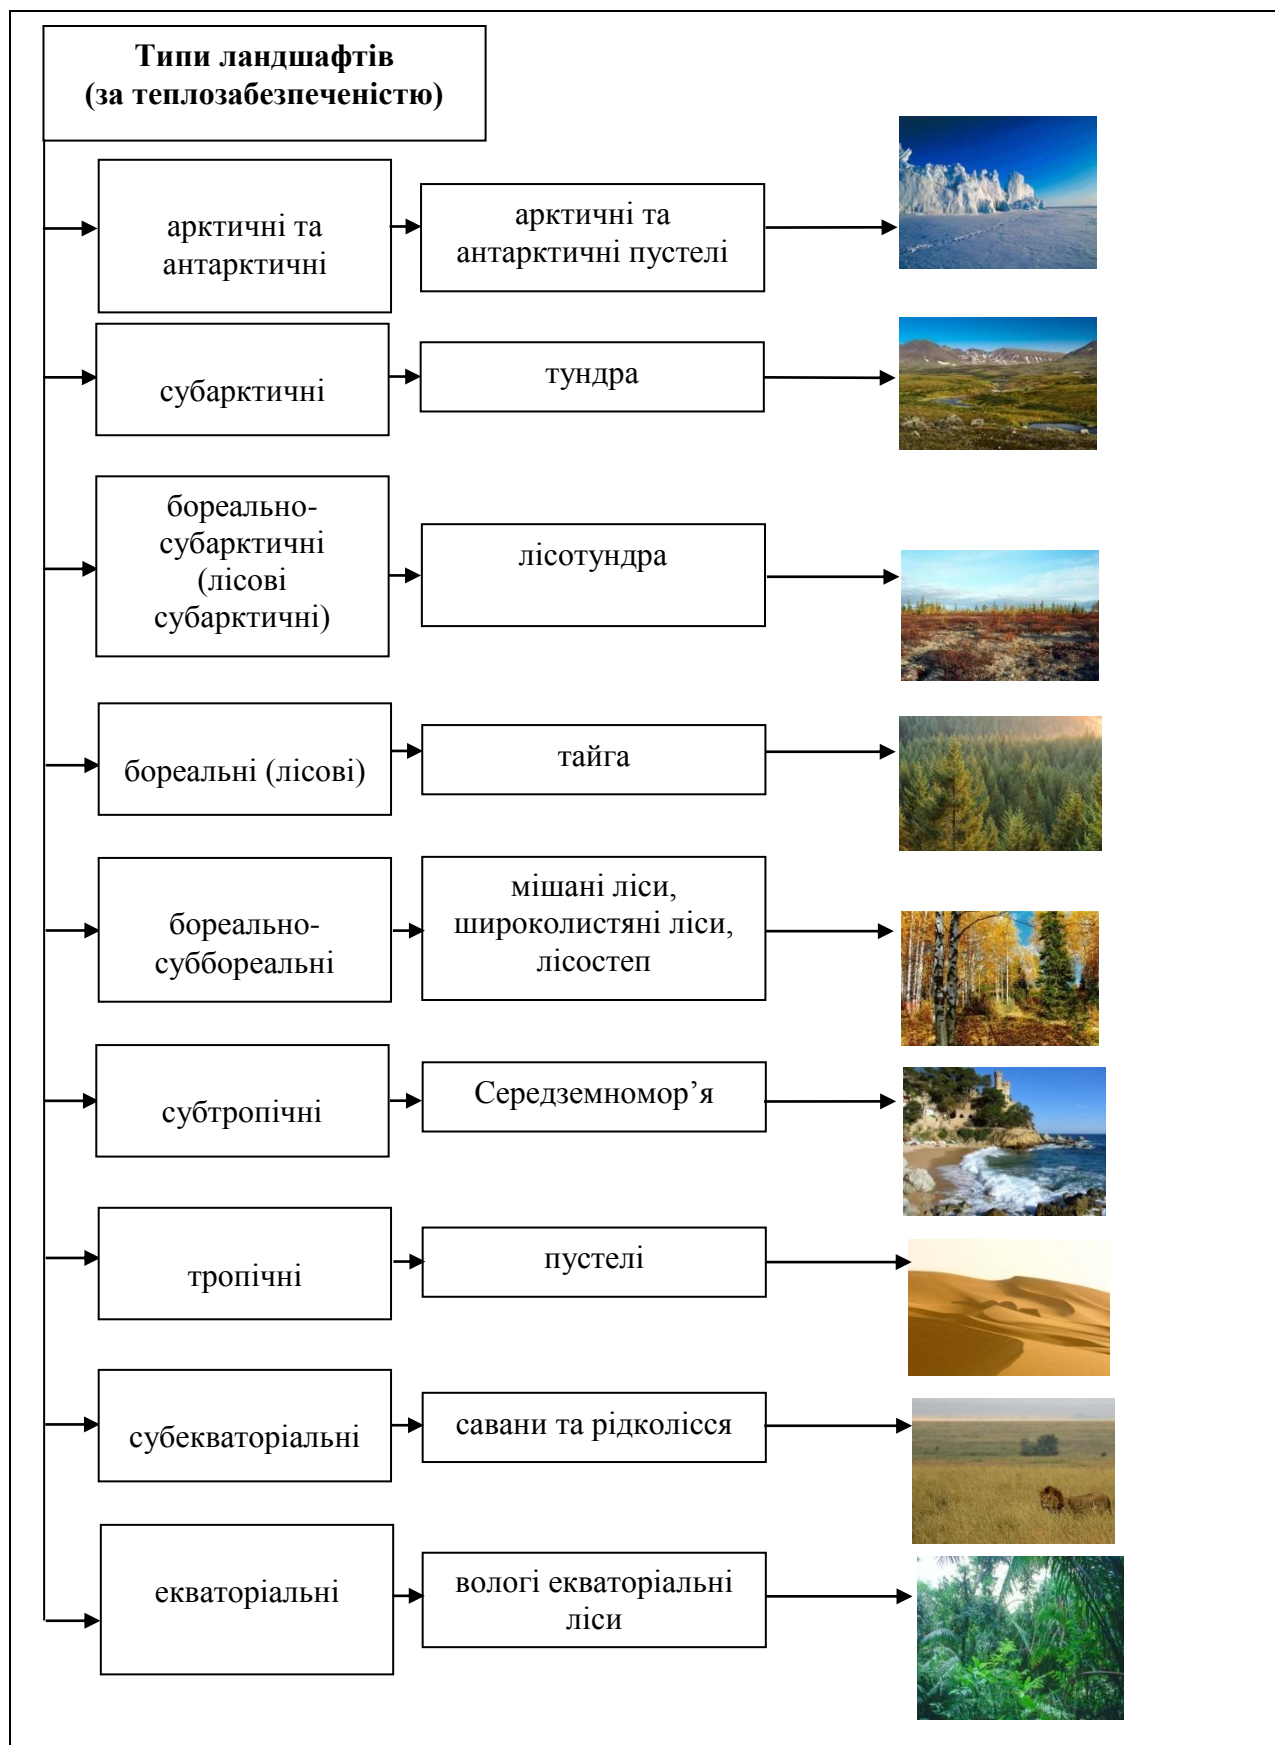 Типи ландшафтів
(за теплозабезпеченістю)
арктичні та
антарктичні
арктичні та
антарктичні пустелі
субарктичні
тундра
бореально-
субарктичні
(лісові
субарктичні)
лісотундра
бореальні (лісові)
тайга
бореально-
суббореальні
мішані ліси,
широколистяні ліси,
лісостеп
субтропічні
Середземномор’я
тропічні
пустелі
субекваторіальні
савани та рідколісся
екваторіальні
вологі екваторіальні
ліси